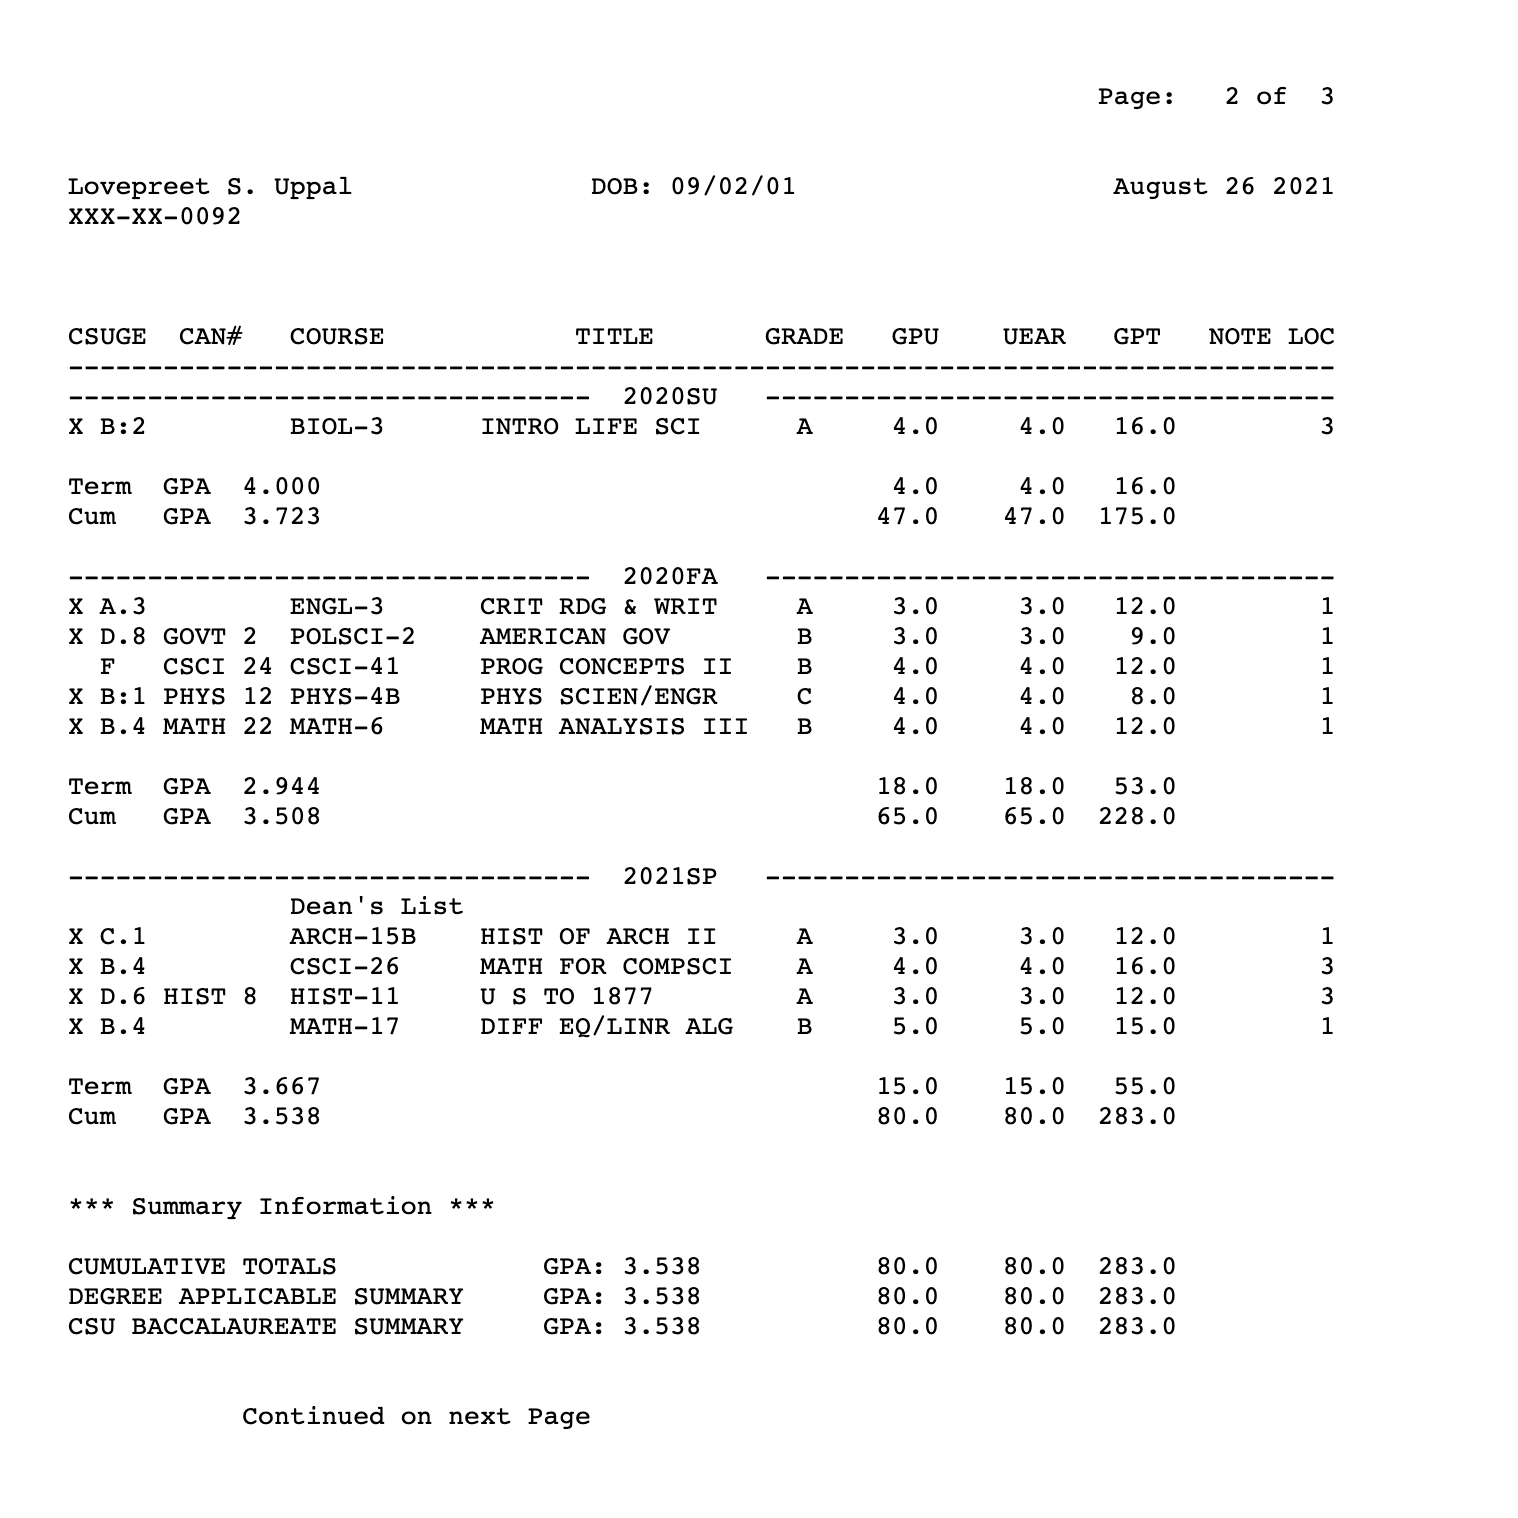 Page:   2 of  3
Lovepreet S. Uppal               DOB: 09/02/01                    August 26 2021
XXX-XX-0092
CSUGE  CAN#   COURSE            TITLE       GRADE   GPU    UEAR   GPT   NOTE LOC
--------------------------------------------------------------------------------
---------------------------------  2020SU   ------------------------------------
X B:2         BIOL-3      INTRO LIFE SCI      A     4.0     4.0   16.0         3
Term  GPA  4.000                                    4.0     4.0   16.0
Cum   GPA  3.723                                   47.0    47.0  175.0
---------------------------------  2020FA   ------------------------------------
X A.3         ENGL-3      CRIT RDG & WRIT     A     3.0     3.0   12.0         1
X D.8 GOVT 2  POLSCI-2    AMERICAN GOV        B     3.0     3.0    9.0         1
  F   CSCI 24 CSCI-41     PROG CONCEPTS II    B     4.0     4.0   12.0         1
X B:1 PHYS 12 PHYS-4B     PHYS SCIEN/ENGR     C     4.0     4.0    8.0         1
X B.4 MATH 22 MATH-6      MATH ANALYSIS III   B     4.0     4.0   12.0         1
Term  GPA  2.944                                   18.0    18.0   53.0
Cum   GPA  3.508                                   65.0    65.0  228.0
---------------------------------  2021SP   ------------------------------------
              Dean's List
X C.1         ARCH-15B    HIST OF ARCH II     A     3.0     3.0   12.0         1
X B.4         CSCI-26     MATH FOR COMPSCI    A     4.0     4.0   16.0         3
X D.6 HIST 8  HIST-11     U S TO 1877         A     3.0     3.0   12.0         3
X B.4         MATH-17     DIFF EQ/LINR ALG    B     5.0     5.0   15.0         1
Term  GPA  3.667                                   15.0    15.0   55.0
Cum   GPA  3.538                                   80.0    80.0  283.0
*** Summary Information ***
CUMULATIVE TOTALS             GPA: 3.538           80.0    80.0  283.0
DEGREE APPLICABLE SUMMARY     GPA: 3.538           80.0    80.0  283.0
CSU BACCALAUREATE SUMMARY     GPA: 3.538           80.0    80.0  283.0
           Continued on next Page